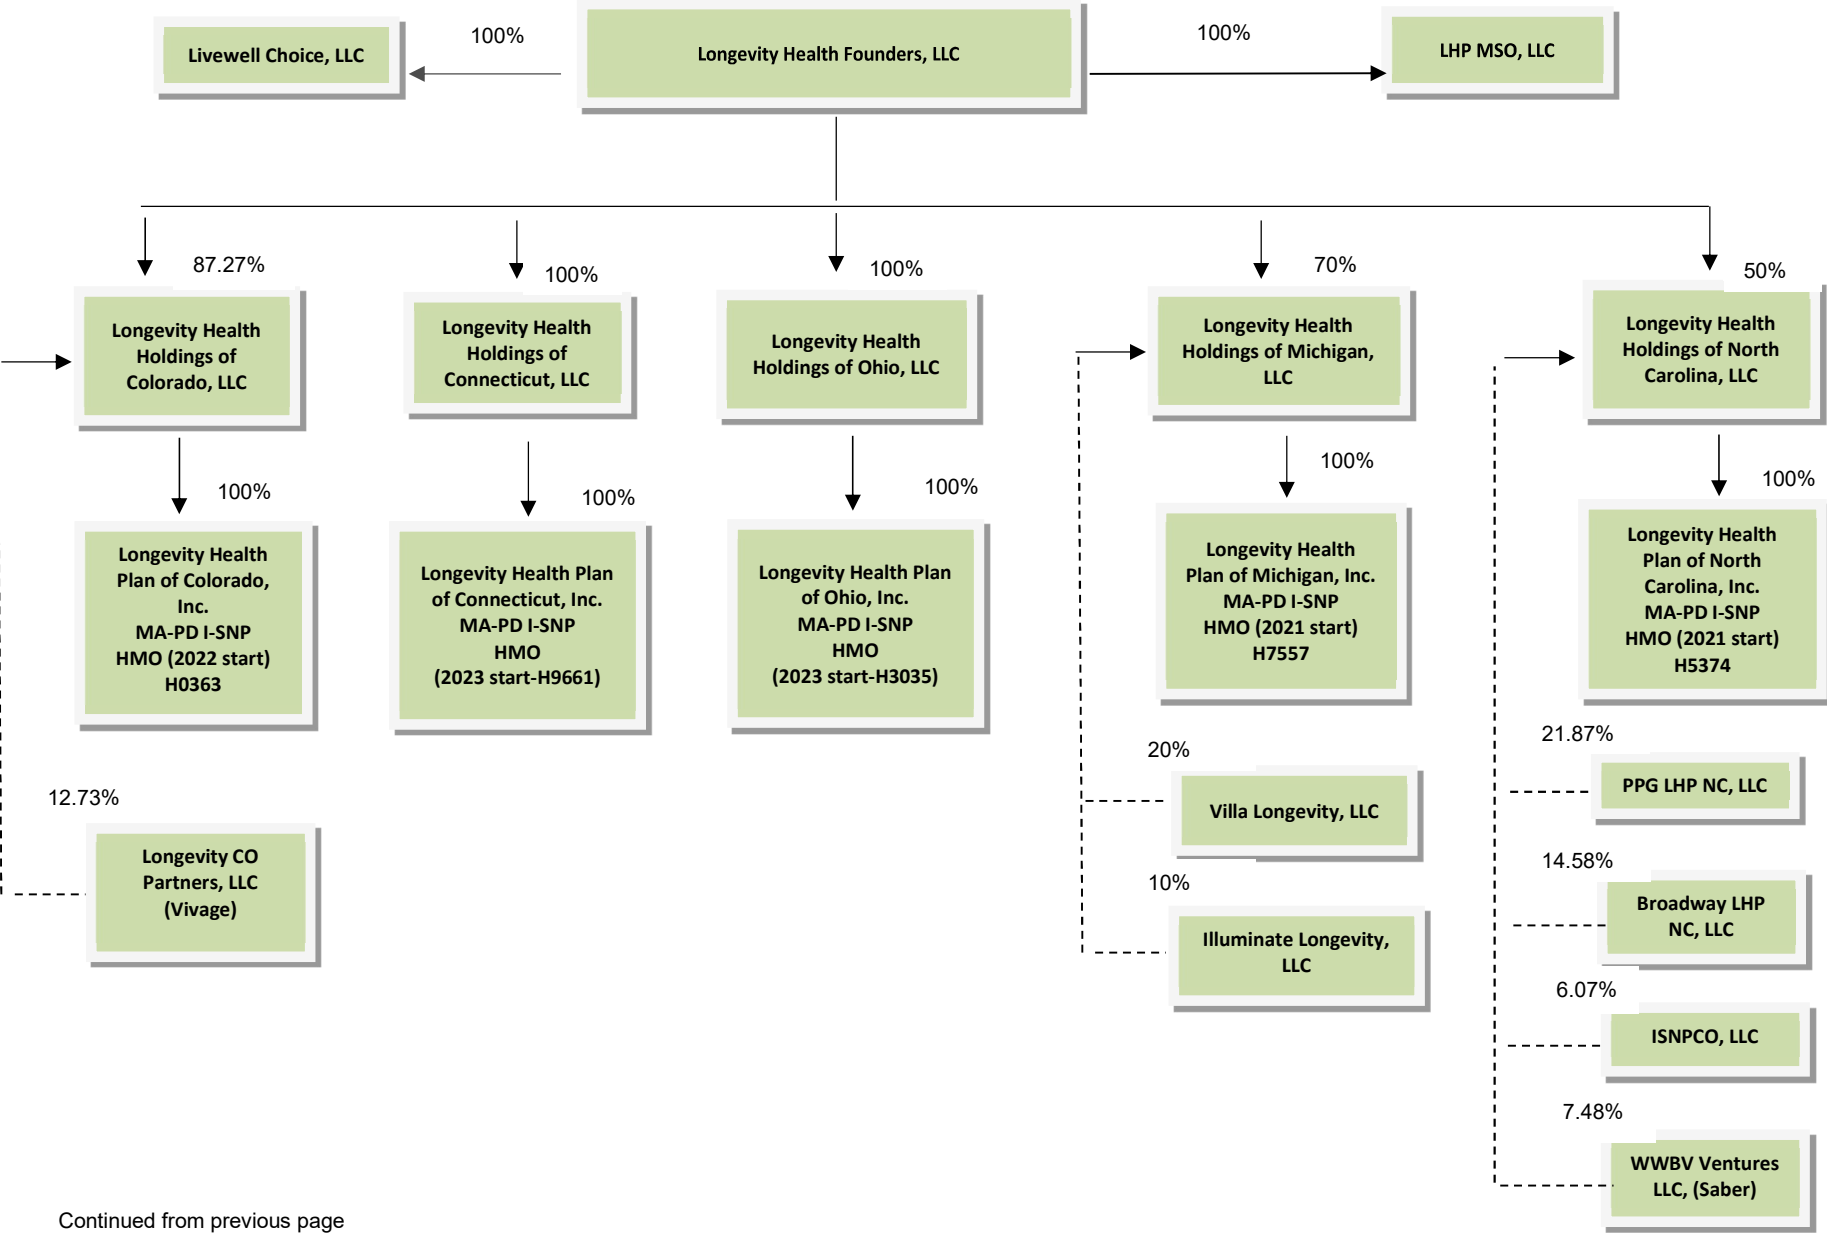 Livewell Choice, LLC
100%
Longevity Health Founders, LLC
100%
LHP MSO, LLC
87.27%
Longevity Health
Holdings of
Colorado, LLC
100%
Longevity Health
Holdings of
Connecticut, LLC
100%
Longevity Health
Holdings of Ohio, LLC
70%
Longevity Health
Holdings of Michigan,
LLC
50%
Longevity Health
Holdings of North
Carolina, LLC
100%
Longevity Health
Plan of Colorado,
Inc.
MA-PD I-SNP
HMO (2022 start)
H0363
100%
Longevity Health Plan
of Connecticut, Inc.
MA-PD I-SNP
HMO
(2023 start-H9661)
100%
Longevity Health Plan
of Ohio, Inc.
MA-PD I-SNP
HMO
(2023 start-H3035)
100%
Longevity Health
Plan of Michigan, Inc.
MA-PD I-SNP
HMO (2021 start)
H7557
100%
Longevity Health
Plan of North
Carolina, Inc.
MA-PD I-SNP
HMO (2021 start)
H5374
12.73%
Longevity CO
Partners, LLC
(Vivage)
20%
Villa Longevity, LLC
10%
Illuminate Longevity,
LLC
21.87%
PPG LHP NC, LLC
14.58%
Broadway LHP
NC, LLC
6.07%
ISNPCO, LLC
7.48%
WWBV Ventures
LLC, (Saber)
Continued from previous page